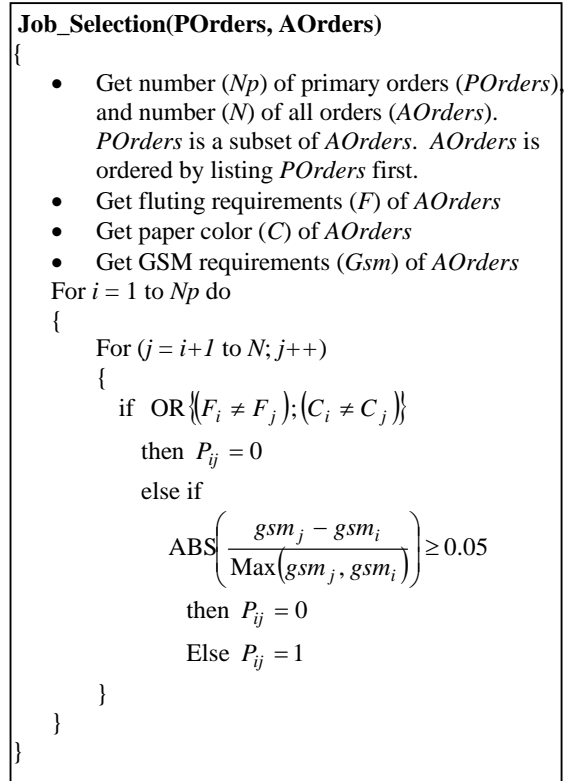 Job_Selection(POrders, AOrders)
{
• Get number (Np) of primary orders (POrders),
and number (N) of all orders (AOrders).
POrders is a subset of AOrders. AOrders is
ordered by listing POrders first.
• Get fluting requirements (F) of AOrders
• Get paper color (C) of AOrders
• Get GSM requirements (Gsm) of AOrders
For i = 1 to Np do
{
For (j = i+1 to N; j++)
{
if OR{(F_i ≠ F_j);(C_i ≠ C_j)}
then P_ij = 0
else if
ABS((gsm_j − gsm_i) / Max(gsm_j, gsm_i)) ≥ 0.05
then P_ij = 0
Else P_ij = 1
}
}
}